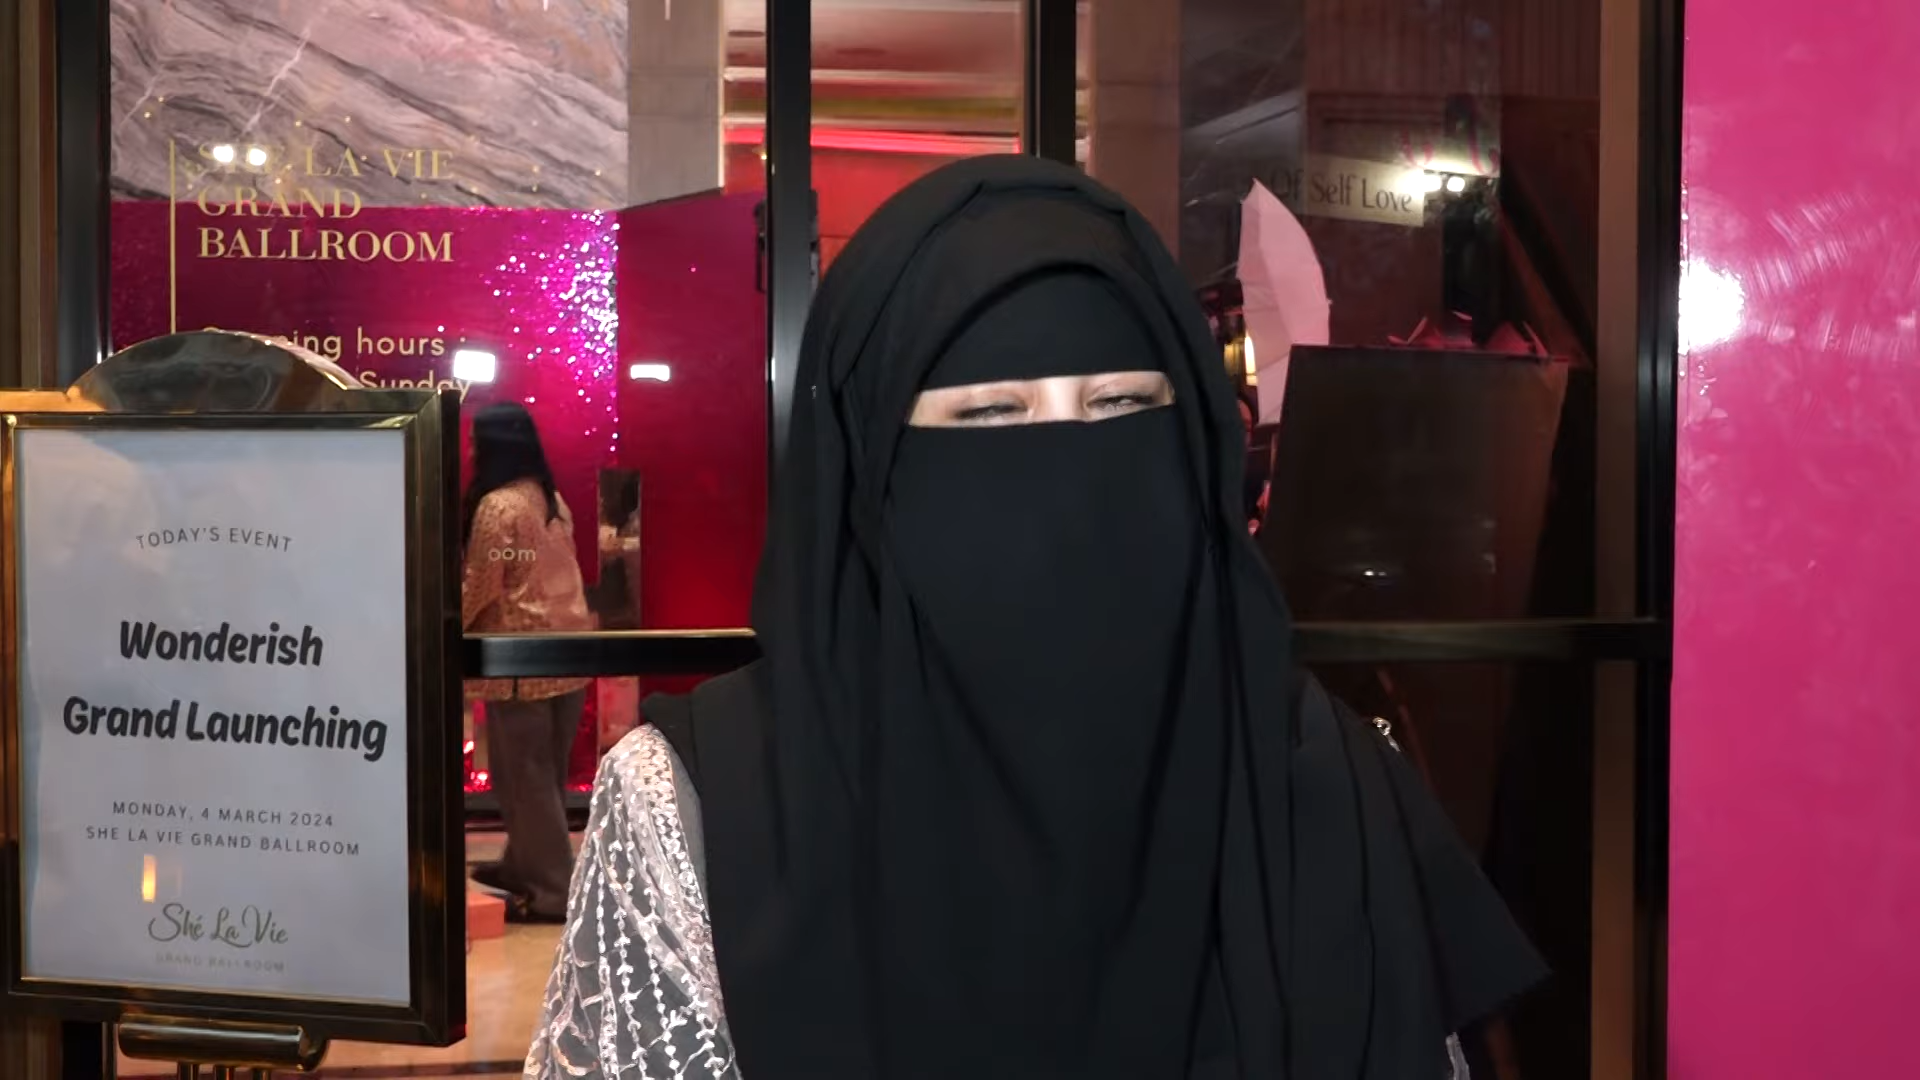 SHE LA VIE
GRAND
BALLROOM
hours :
Sunday
oom
Of Self Love
TODAY'S EVENT
Wonderish
Grand Launching
MONDAY, 4 MARCH 2024
SHE LA VIE GRAND BALLROOM
Shé La Vie
GRAND BALLROOM